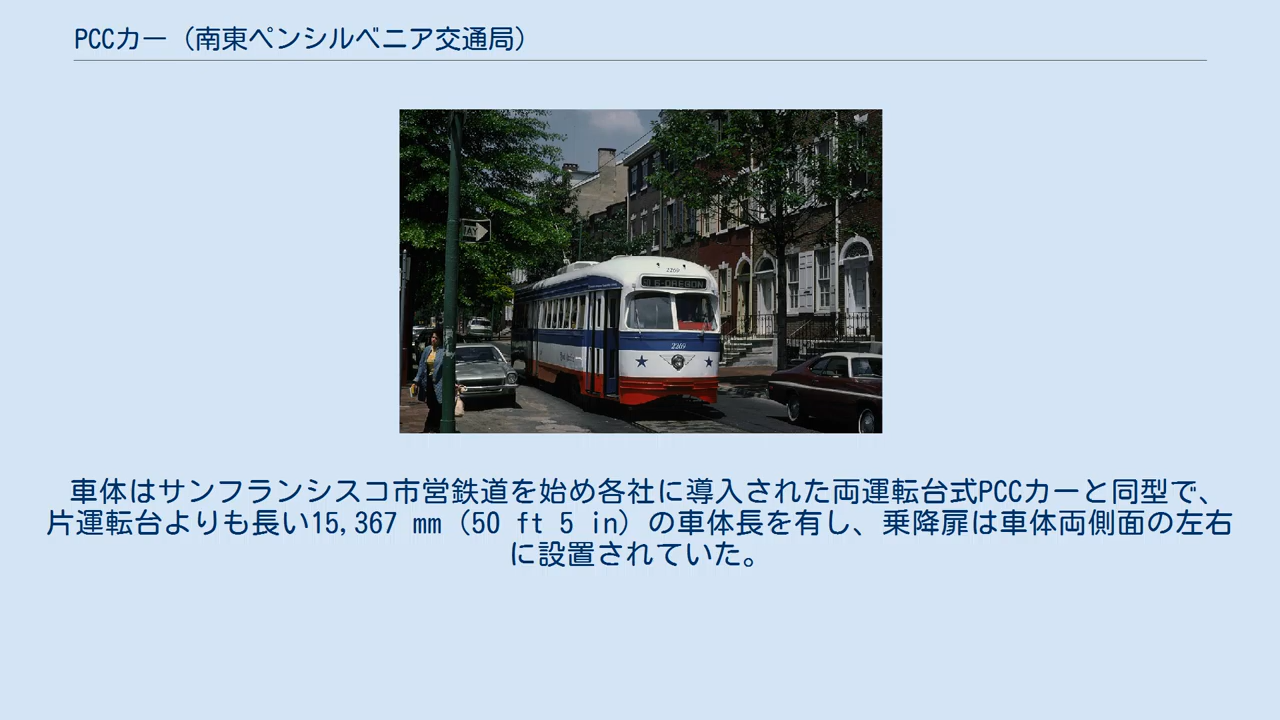 PCCカー（南東ペンシルベニア交通局）
WAY
2269
6-OREGON
2269
車体はサンフランシスコ市営鉄道を始め各社に導入された両運転台式PCCカーと同型で、
片運転台よりも長い15,367 mm（50 ft 5 in）の車体長を有し、乗降扉は車体両側面の左右
に設置されていた。